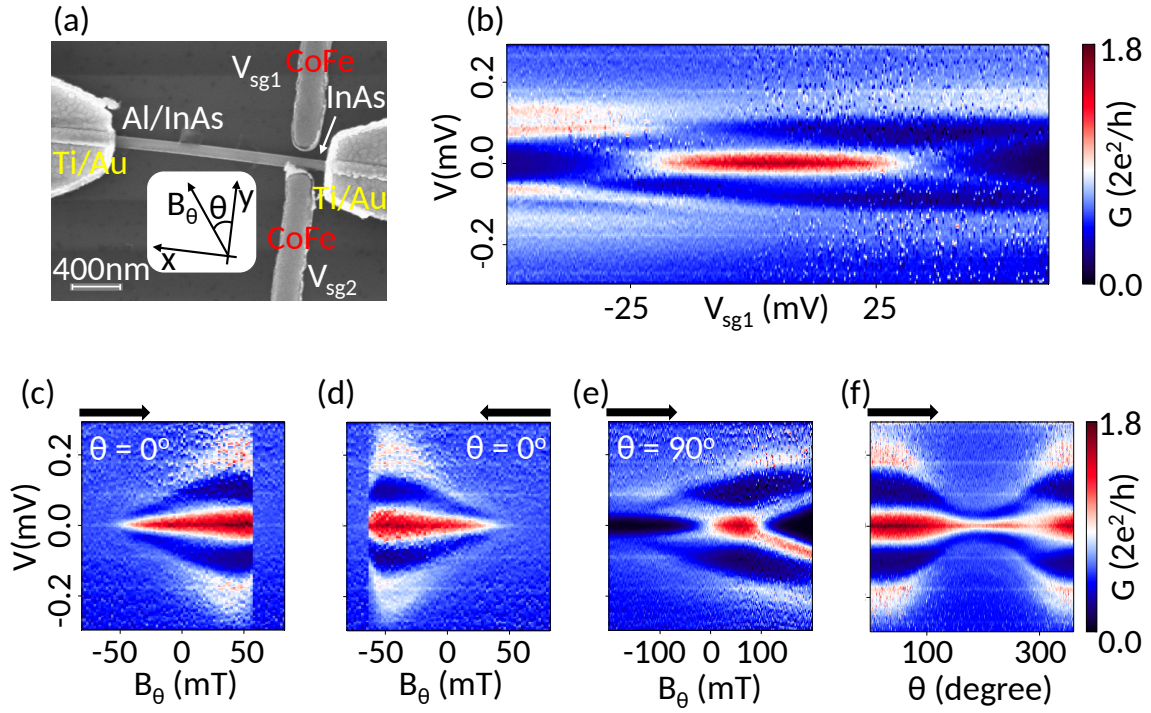 (a)
V_sg1
CoFe
InAs
Al/InAs
Ti/Au
Ti/Au
B_θ
θ
y
x
CoFe
V_sg2
400nm
(b)
V(mV)
0.2
0.0
-0.2
-25
V_sg1 (mV)
25
1.8
0.0
G (2e²/h)
(c)
θ = 0°
V(mV)
0.2
0.0
-0.2
-50 0 50
B_θ (mT)
(d)
θ = 0°
-50 0 50
B_θ (mT)
(e)
θ = 90°
-100 0 100
B_θ (mT)
(f)
100 300
θ (degree)
1.8
0.0
G (2e²/h)